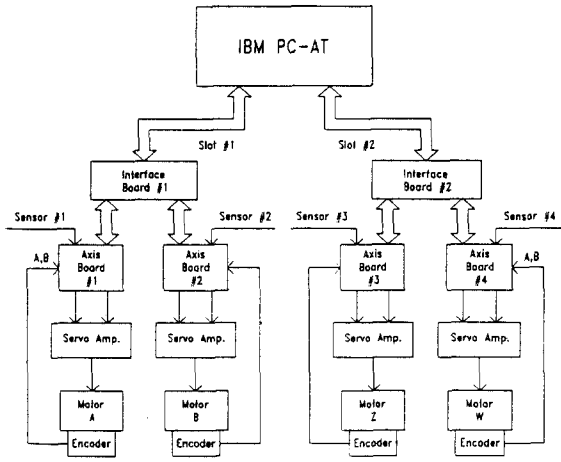 IBM PC-AT
Slot #1
Slot #2
Interface
Board #1
Interface
Board #2
Sensor #1
Sensor #2
Sensor #3
Sensor #4
A,B
Axis
Board
#1
Axis
Board
#2
Axis
Board
#3
Axis
Board
#4
A,B
Servo Amp.
Servo Amp.
Servo Amp.
Servo Amp.
Motor
A
Motor
B
Motor
Z
Motor
W
Encoder
Encoder
Encoder
Encoder